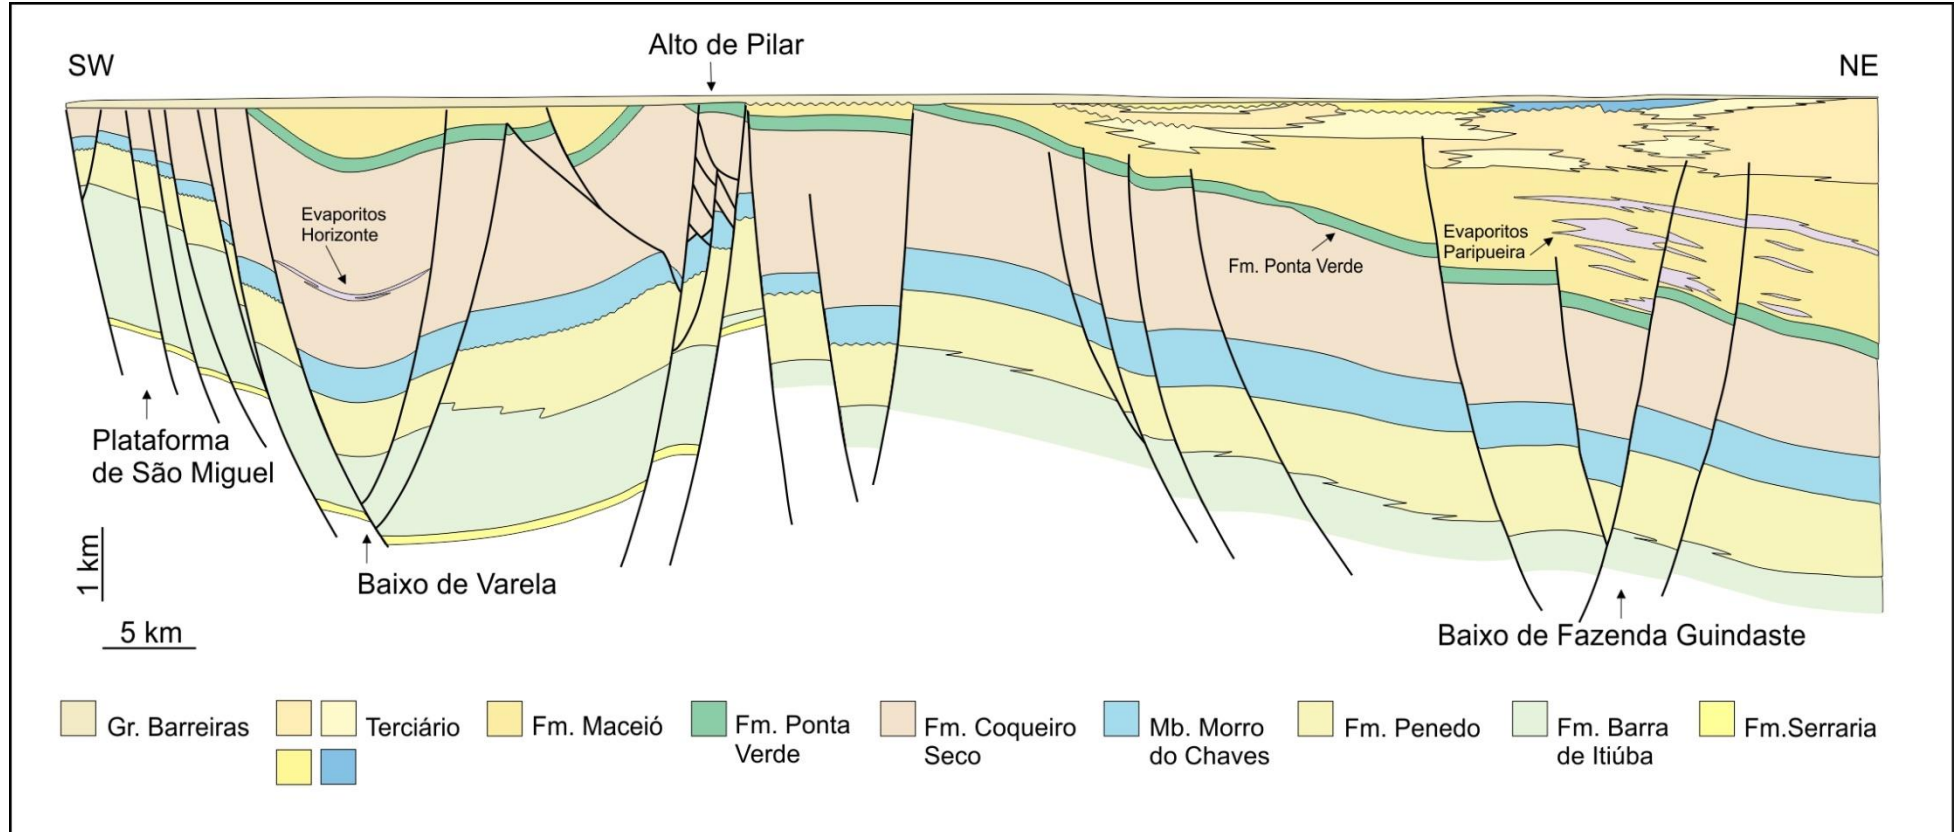 Alto de Pilar
SW
NE
Evaporitos
Horizonte
Evaporitos
Paripueira
Fm. Ponta Verde
Plataforma
de São Miguel
1 km
Baixo de Varela
5 km
Baixo de Fazenda Guindaste
Gr. Barreiras
Terciário
Fm. Maceió
Fm. Ponta
Verde
Fm. Coqueiro
Seco
Mb. Morro
do Chaves
Fm. Penedo
Fm. Barra
de Itiúba
Fm.Serraria